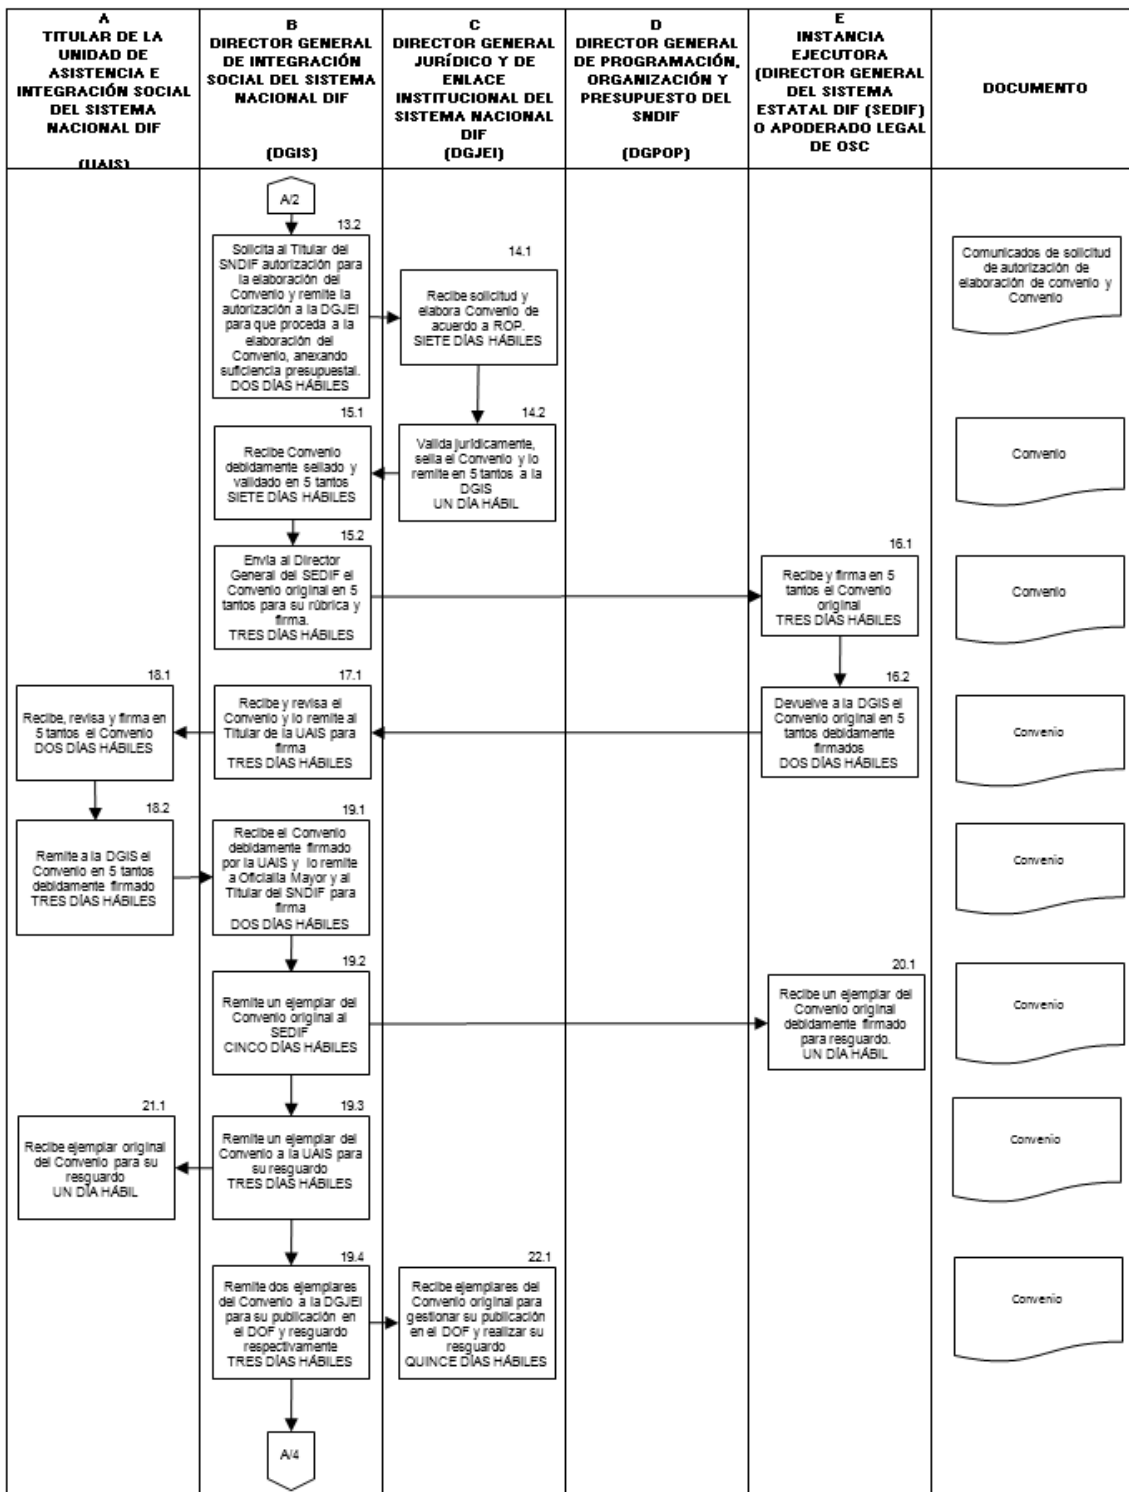 A
TITULAR DE LA
UNIDAD DE
ASISTENCIA E
INTEGRACIÓN SOCIAL
DEL SISTEMA
NACIONAL DIF
(UAIS)
B
DIRECTOR GENERAL
DE INTEGRACIÓN
SOCIAL DEL SISTEMA
NACIONAL DIF
(DGIS)
C
DIRECTOR GENERAL
JURÍDICO Y DE
ENLACE
INSTITUCIONAL DEL
SISTEMA NACIONAL
DIF
(DGJEI)
D
DIRECTOR GENERAL
DE PROGRAMACIÓN,
ORGANIZACIÓN Y
PRESUPUESTO DEL
SNDIF
(DGPOP)
E
INSTANCIA
EJECUTORA
(DIRECTOR GENERAL
DEL SISTEMA
ESTATAL DIF (SEDIF)
O APODERADO LEGAL
DE OSC
DOCUMENTO
A/2
13.2
Solicita al Titular del
SNDIF autorización para
la elaboración del
Convenio y remite la
autorización a la DGJEI
para que proceda a la
elaboración del
Convenio, anexando
suficiencia presupuestal.
DOS DÍAS HÁBILES
14.1
Recibe solicitud y
elabora Convenio de
acuerdo a ROP.
SIETE DÍAS HÁBILES
Comunicados de solicitud
de autorización de
elaboración de convenio y
Convenio
15.1
Recibe Convenio
debidamente sellado y
validado en 5 tantos
SIETE DÍAS HÁBILES
14.2
Valida jurídicamente,
sella el Convenio y lo
remite en 5 tantos a la
DGIS
UN DÍA HÁBIL
Convenio
15.2
Envía al Director
General del SEDIF el
Convenio original en 5
tantos para su rúbrica y
firma.
TRES DÍAS HÁBILES
16.1
Recibe y firma en 5
tantos el Convenio
original
TRES DÍAS HÁBILES
Convenio
18.1
Recibe, revisa y firma en
5 tantos el Convenio
DOS DÍAS HÁBILES
17.1
Recibe y revisa el
Convenio y lo remite al
Titular de la UAIS para
firma
TRES DÍAS HÁBILES
16.2
Devuelve a la DGIS el
Convenio original en 5
tantos debidamente
firmados
DOS DÍAS HÁBILES
Convenio
18.2
Remite a la DGIS el
Convenio en 5 tantos
debidamente firmado
TRES DÍAS HÁBILES
19.1
Recibe el Convenio
debidamente firmado
por la UAIS y lo remite
a Oficialía Mayor y al
Titular del SNDIF para
firma
DOS DÍAS HÁBILES
Convenio
19.2
Remite un ejemplar del
Convenio original al
SEDIF
CINCO DÍAS HÁBILES
20.1
Recibe un ejemplar del
Convenio original
debidamente firmado
para resguardo.
UN DÍA HÁBIL
Convenio
21.1
Recibe ejemplar original
del Convenio para su
resguardo
UN DÍA HÁBIL
19.3
Remite un ejemplar del
Convenio a la UAIS para
su resguardo
TRES DÍAS HÁBILES
Convenio
19.4
Remite dos ejemplares
del Convenio a la DGJEI
para su publicación en
el DOF y resguardo
respectivamente
TRES DÍAS HÁBILES
22.1
Recibe ejemplares del
Convenio original para
gestionar su publicación
en el DOF y realizar su
resguardo
QUINCE DÍAS HÁBILES
Convenio
A/4